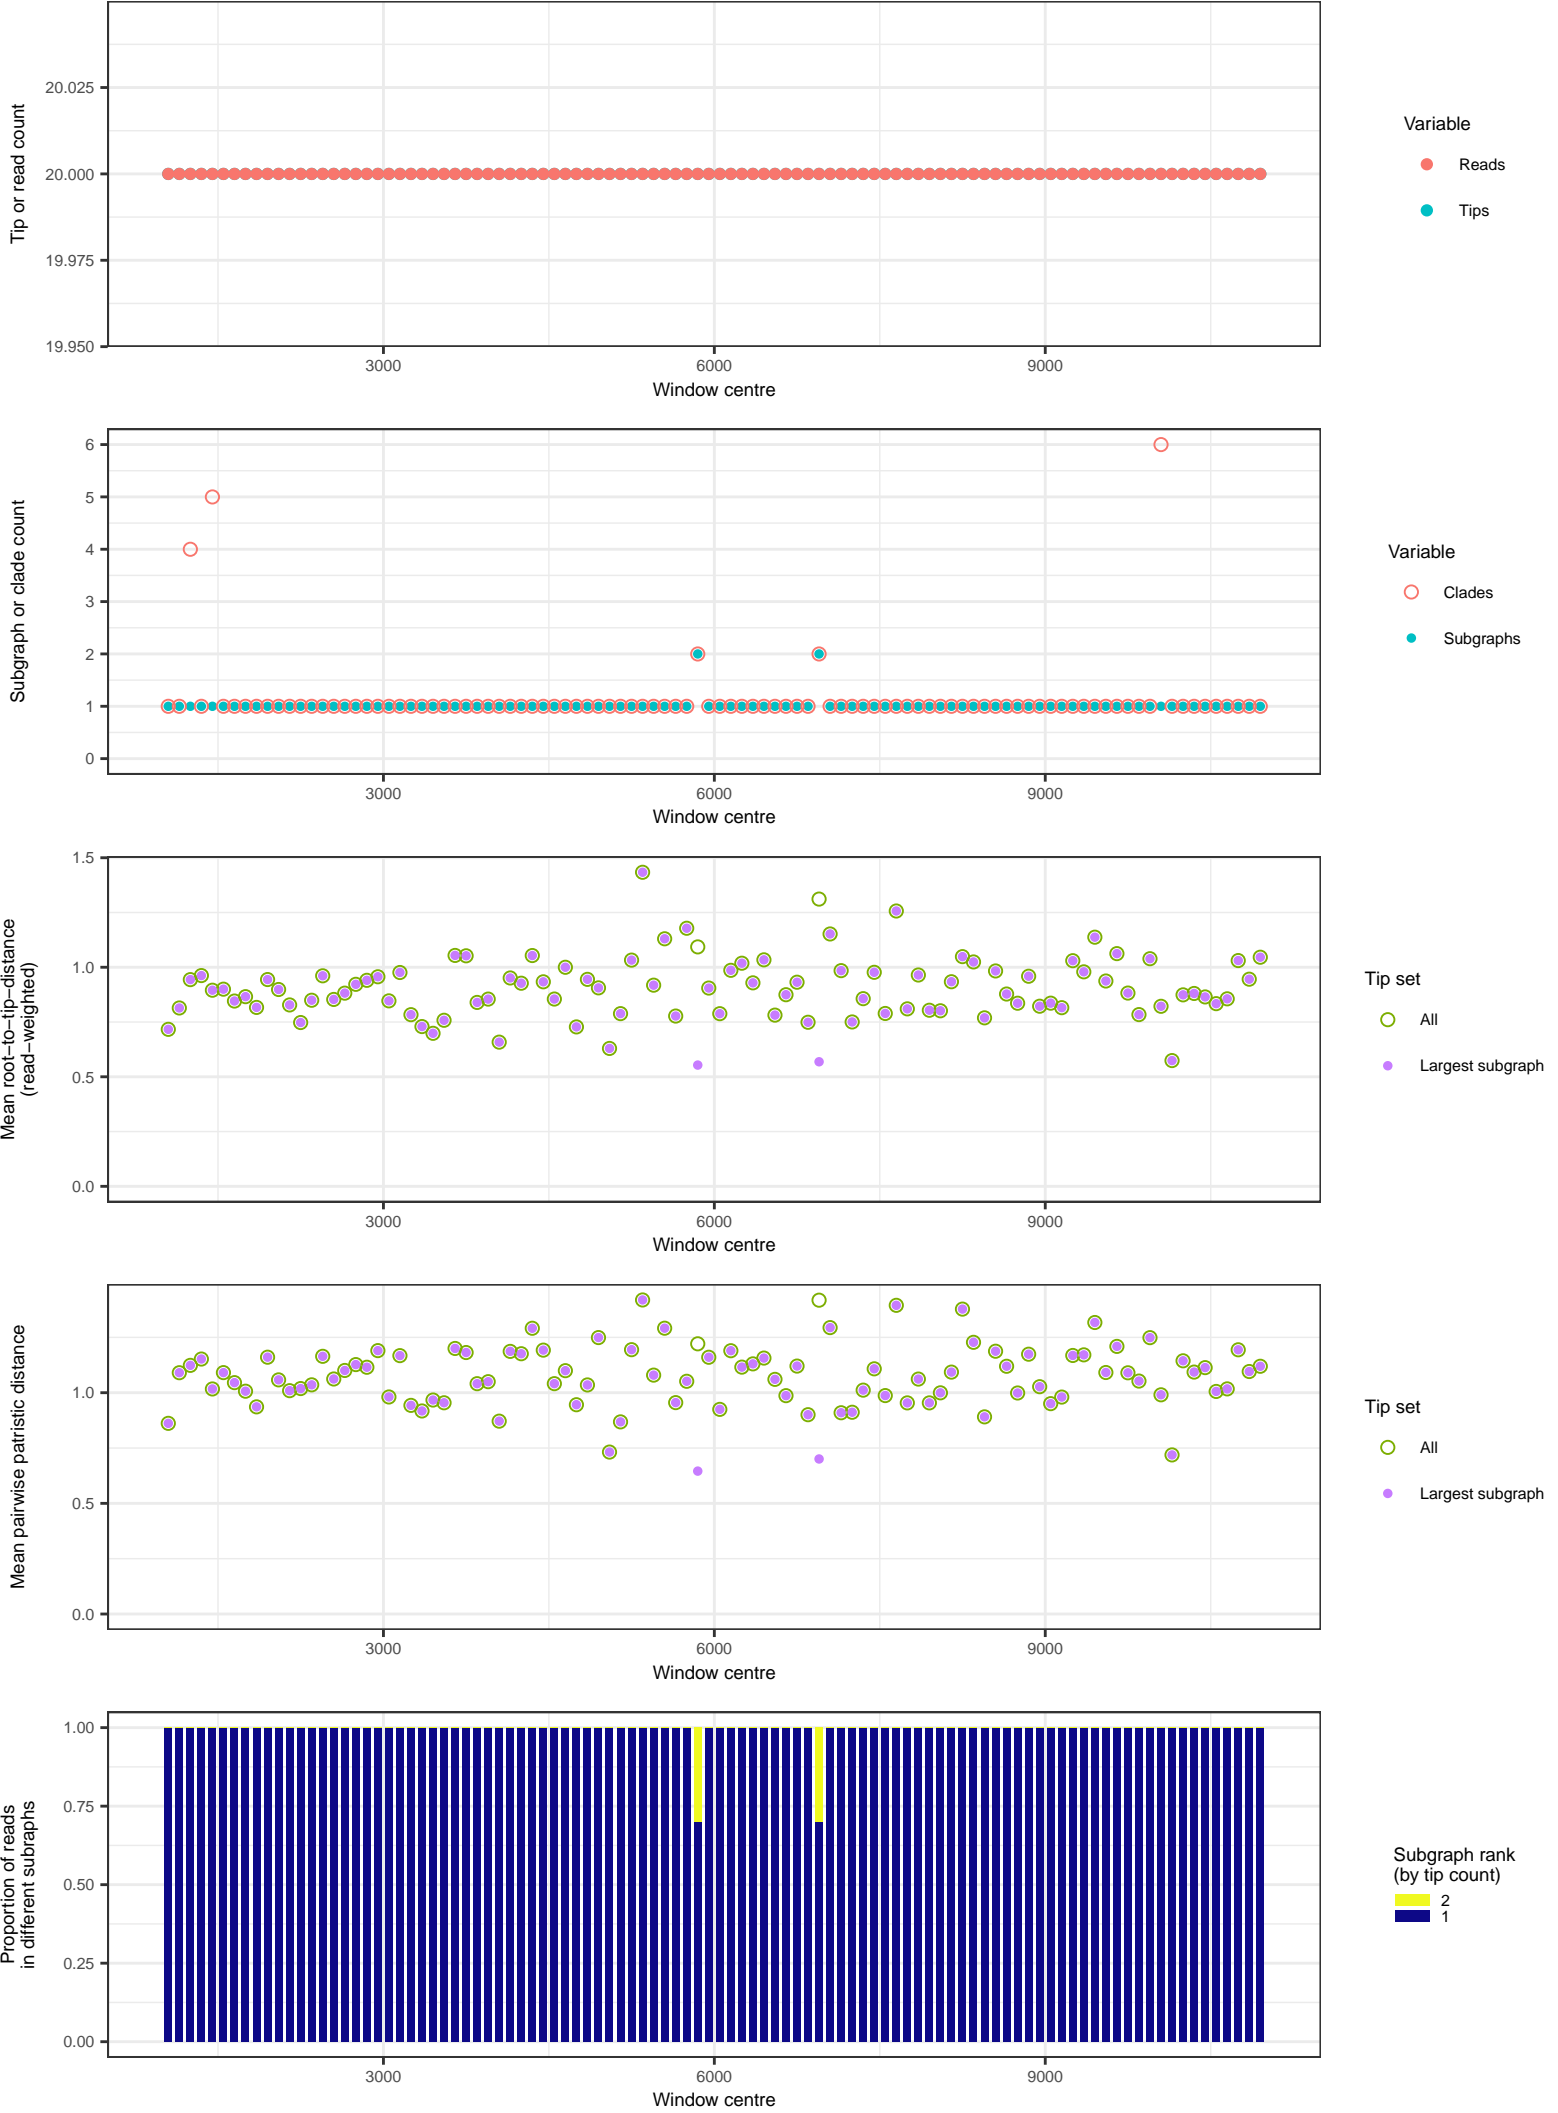 Tip or read count
20.025
20.000
19.975
19.950
3000
6000
9000
Window centre
Variable
Reads
Tips
Subgraph or clade count
6
5
4
3
2
1
0
3000
6000
9000
Window centre
Variable
Clades
Subgraphs
Mean root−to−tip−distance
(read−weighted)
1.5
1.0
0.5
0.0
3000
6000
9000
Window centre
Tip set
All
Largest subgraph
Mean pairwise patristic distance
1.0
0.5
0.0
3000
6000
9000
Window centre
Tip set
All
Largest subgraph
Proportion of reads
in different subraphs
1.00
0.75
0.50
0.25
0.00
3000
6000
9000
Window centre
Subgraph rank
(by tip count)
2
1